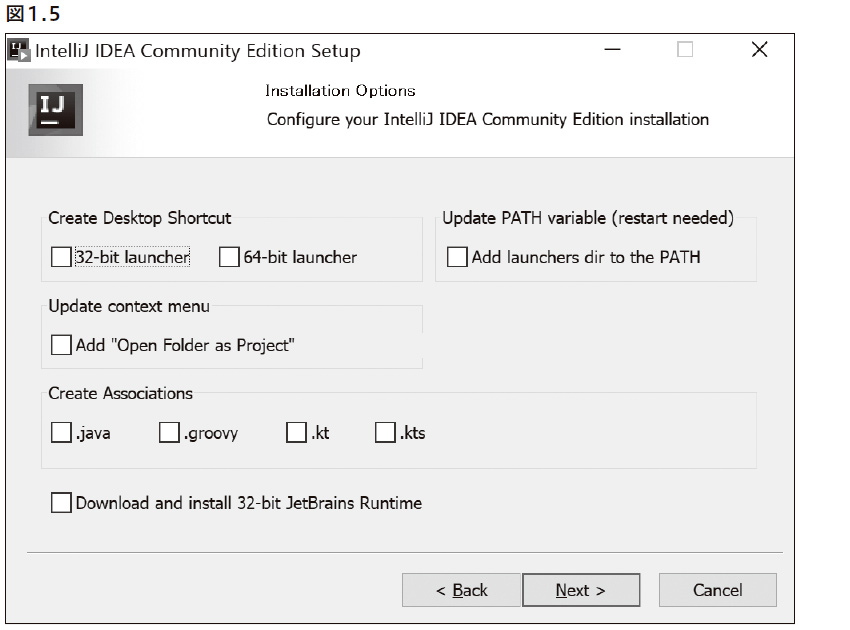 図1.5
IntelliJ IDEA Community Edition Setup
IJ
Installation Options
Configure your IntelliJ IDEA Community Edition installation
Create Desktop Shortcut
32-bit launcher 64-bit launcher
Update PATH variable (restart needed)
Add launchers dir to the PATH
Update context menu
Add "Open Folder as Project"
Create Associations
.java .groovy .kt .kts
Download and install 32-bit JetBrains Runtime
< Back Next > Cancel